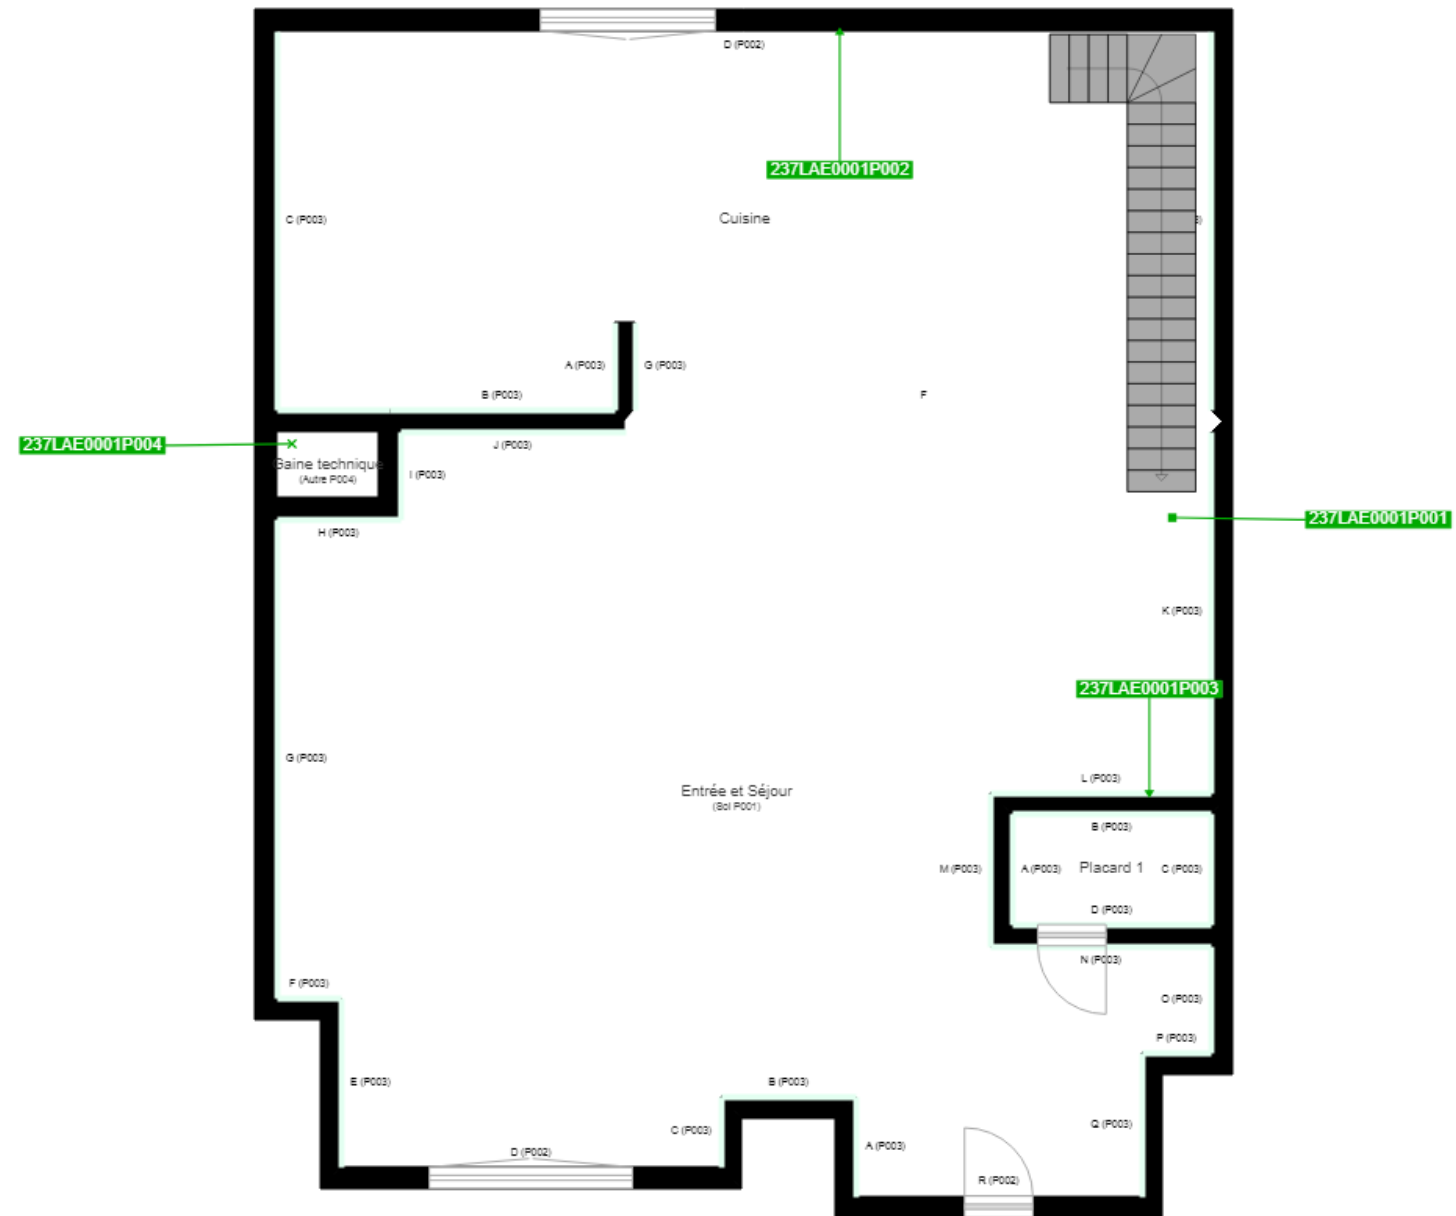 D (P002)
237LAE0001P002
C (P003)
Cuisine
A (P003)
G (P003)
B (P003)
F
237LAE0001P004
J (P003)
Gaine technique
(Autre P004)
I (P003)
H (P003)
237LAE0001P001
K (P003)
237LAE0001P003
G (P003)
L (P003)
Entrée et Séjour
(Sol P001)
B (P003)
M (P003)
A (P003)
Placard 1
C (P003)
D (P003)
N (P003)
F (P003)
O (P003)
P (P003)
E (P003)
B (P003)
C (P003)
Q (P003)
A (P003)
D (P002)
R (P002)